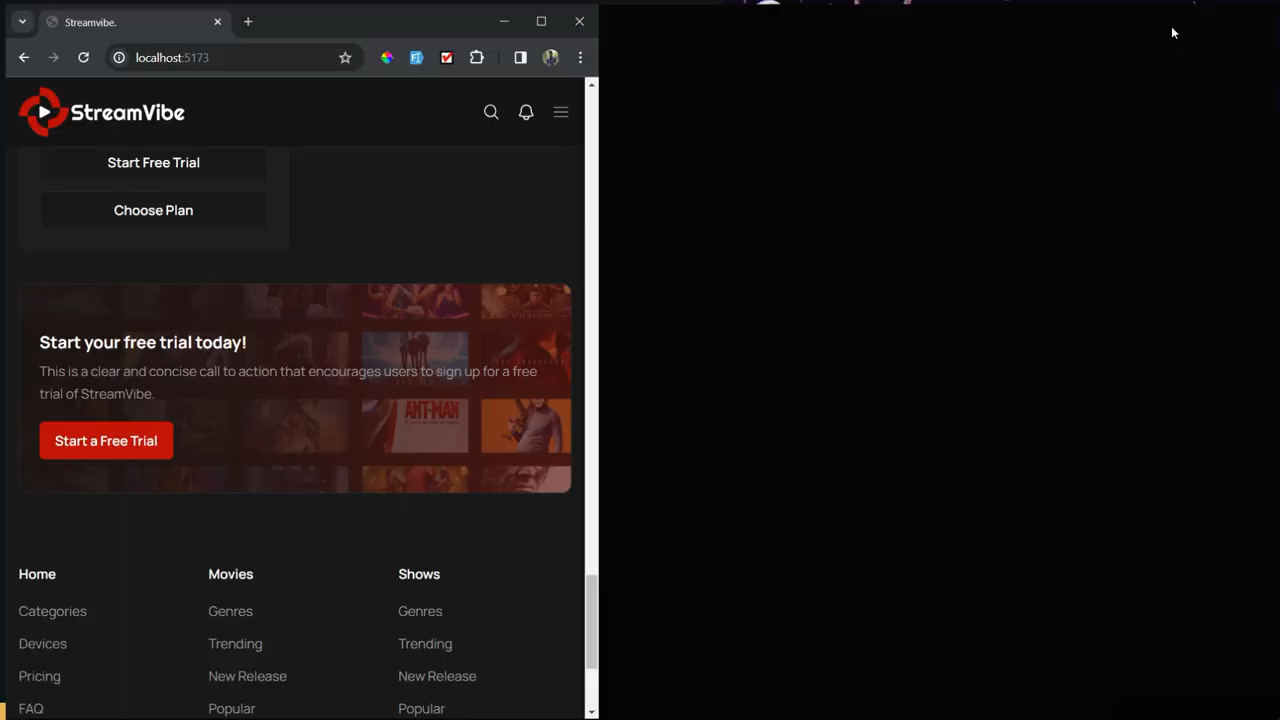 Streamvibe.
localhost:5173
StreamVibe
Start Free Trial
Choose Plan
Start your free trial today!
This is a clear and concise call to action that encourages users to sign up for a free
trial of StreamVibe.
ANT-MAN
Start a Free Trial
Home
Movies
Shows
Categories
Genres
Genres
Devices
Trending
Trending
Pricing
New Release
New Release
FAQ
Popular
Popular